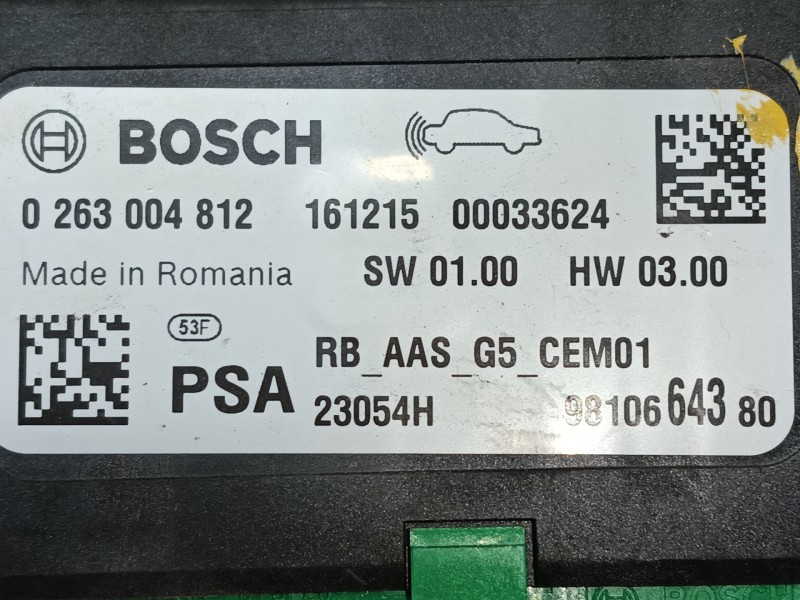 BOSCH
0 263 004 812 161215 00033624
Made in Romania SW 01.00 HW 03.00
53F
RB_AAS_G5_CEM01
PSA
23054H 98106 643 80
BOSCH